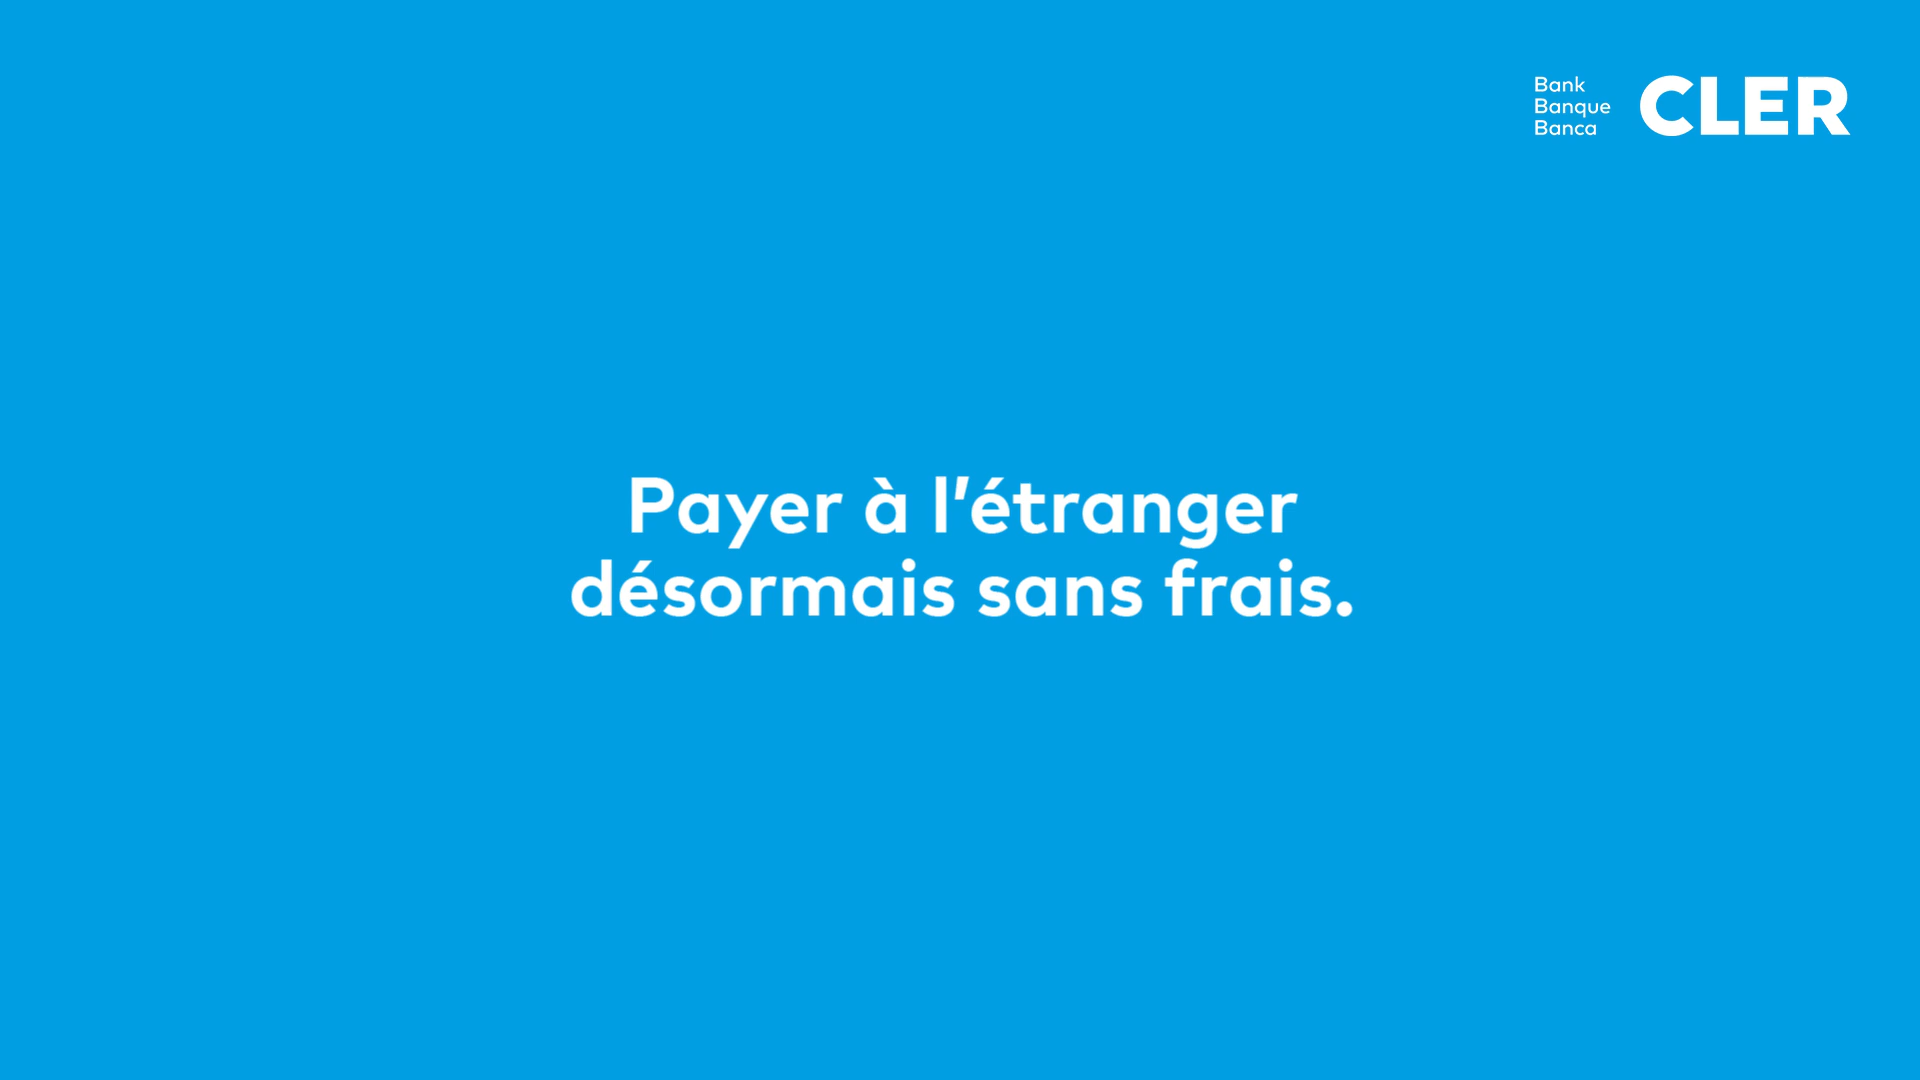 Bank
Banque
Banca
CLER
Payer à l’étranger
désormais sans frais.